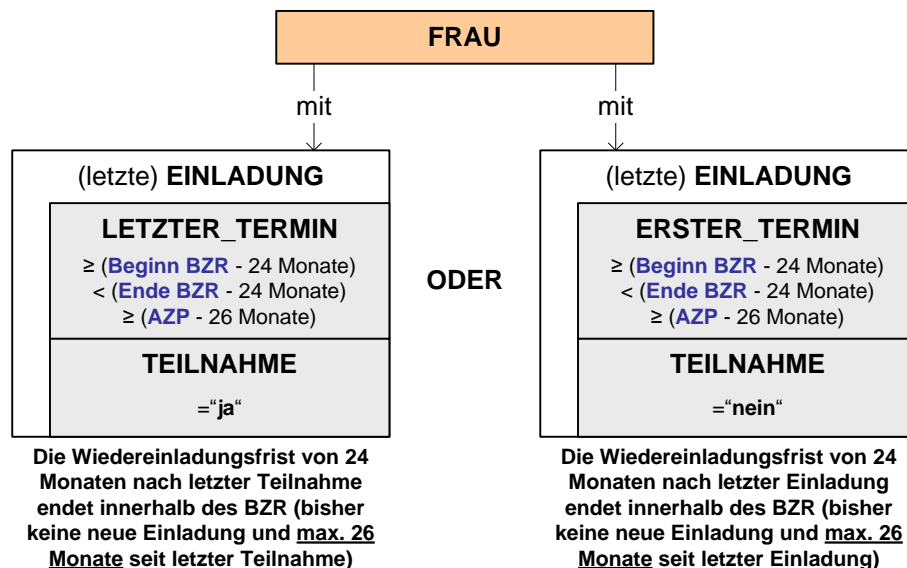 FRAU
mit
mit
(letzte) EINLADUNG
LETZTER_TERMIN
≥ (Beginn BZR - 24 Monate)
< (Ende BZR - 24 Monate)
≥ (AZP - 26 Monate)
TEILNAHME
=“ja“
Die Wiedereinladungsfrist von 24
Monaten nach letzter Teilnahme
endet innerhalb des BZR (bisher
keine neue Einladung und max. 26
Monate seit letzter Teilnahme)
ODER
(letzte) EINLADUNG
ERSTER_TERMIN
≥ (Beginn BZR - 24 Monate)
< (Ende BZR - 24 Monate)
≥ (AZP - 26 Monate)
TEILNAHME
=“nein“
Die Wiedereinladungsfrist von 24
Monaten nach letzter Einladung
endet innerhalb des BZR (bisher
keine neue Einladung und max. 26
Monate seit letzter Einladung)